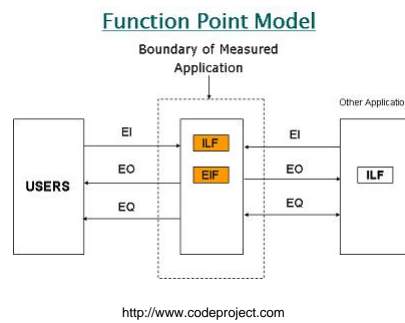 Function Point Model
Boundary of Measured
Application
Other Applicatio
EI
ILF
EI
EO
EIF
EO
USERS
ILF
EQ
EQ
http://www.codeproject.com